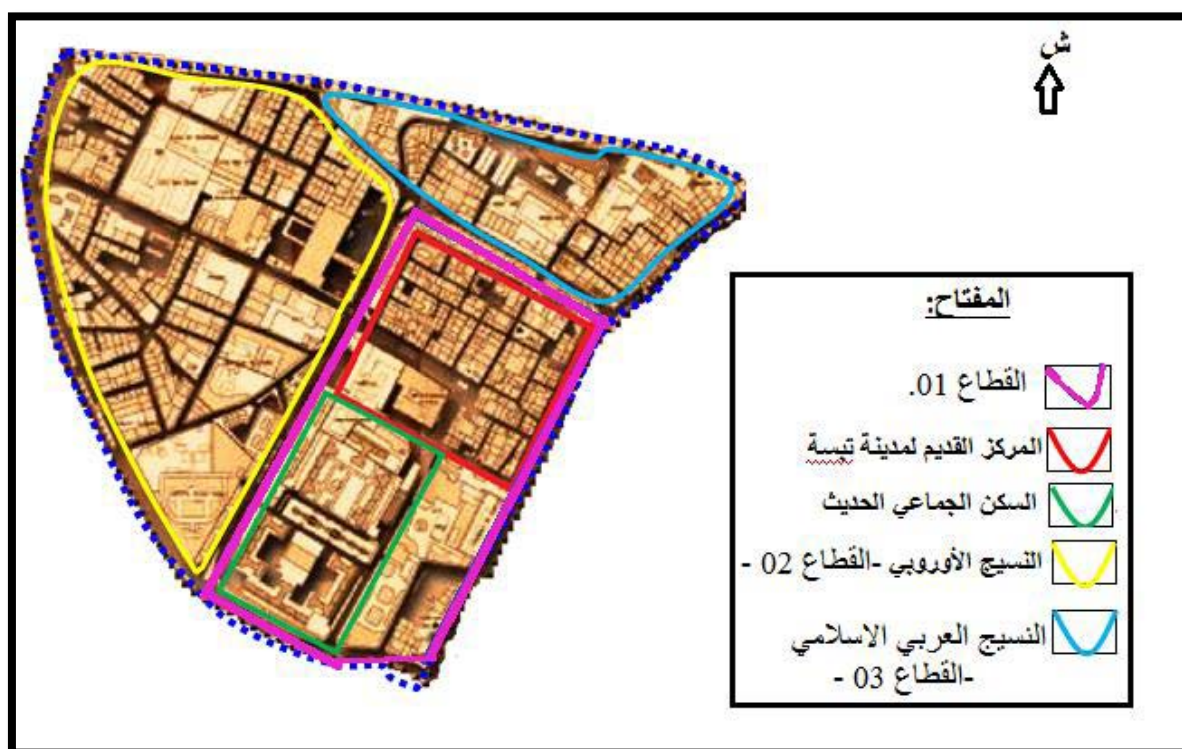 ش
المفتاح:
القطاع 01.
المركز القديم لمدينة تبسة
السكن الجماعي الحديث
النسيج الأوروبي -القطاع 02 -
النسيج العربي الاسلامي
-القطاع 03 -